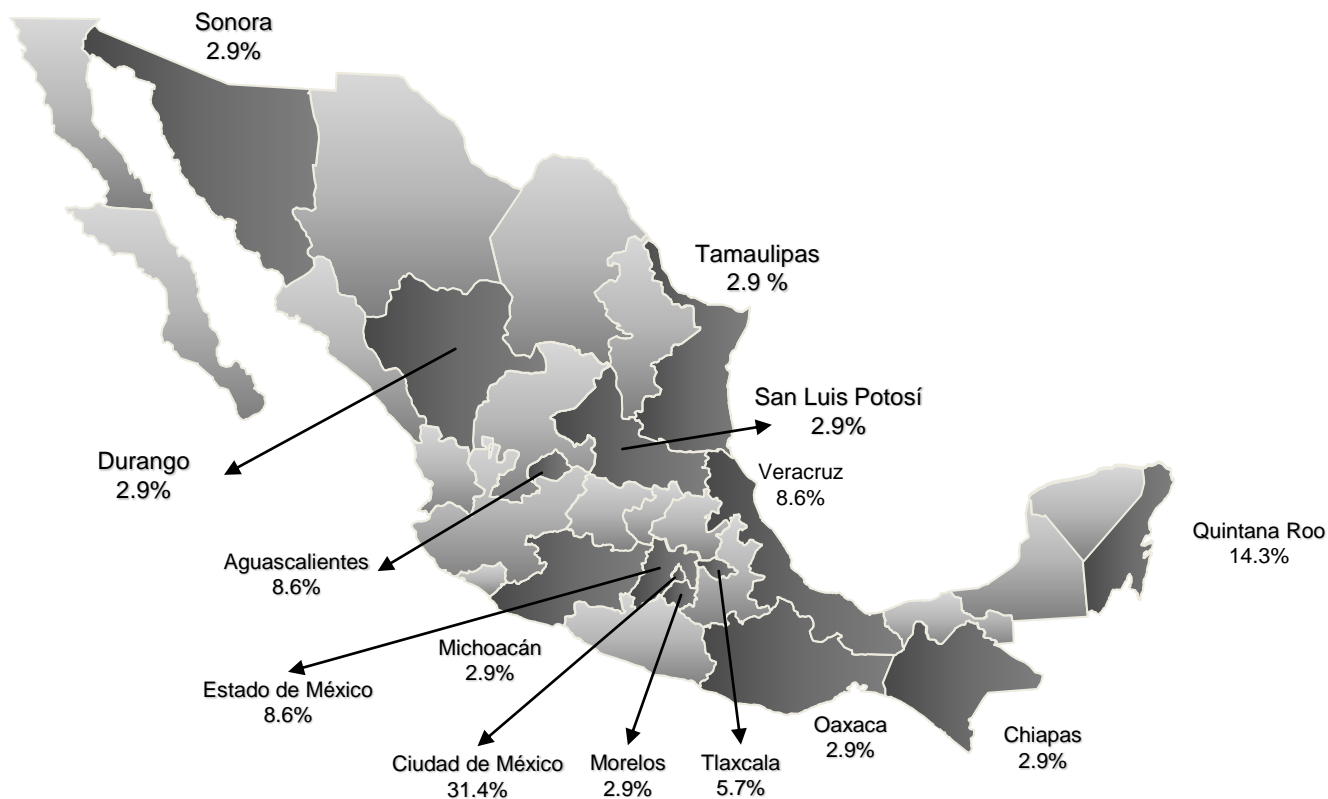 Sonora
2.9%
Tamaulipas
2.9 %
San Luis Potosí
2.9%
Durango
2.9%
Veracruz
8.6%
Quintana Roo
14.3%
Aguascalientes
8.6%
Michoacán
2.9%
Estado de México
8.6%
Oaxaca
2.9%
Chiapas
2.9%
Ciudad de México
31.4%
Morelos
2.9%
Tlaxcala
5.7%